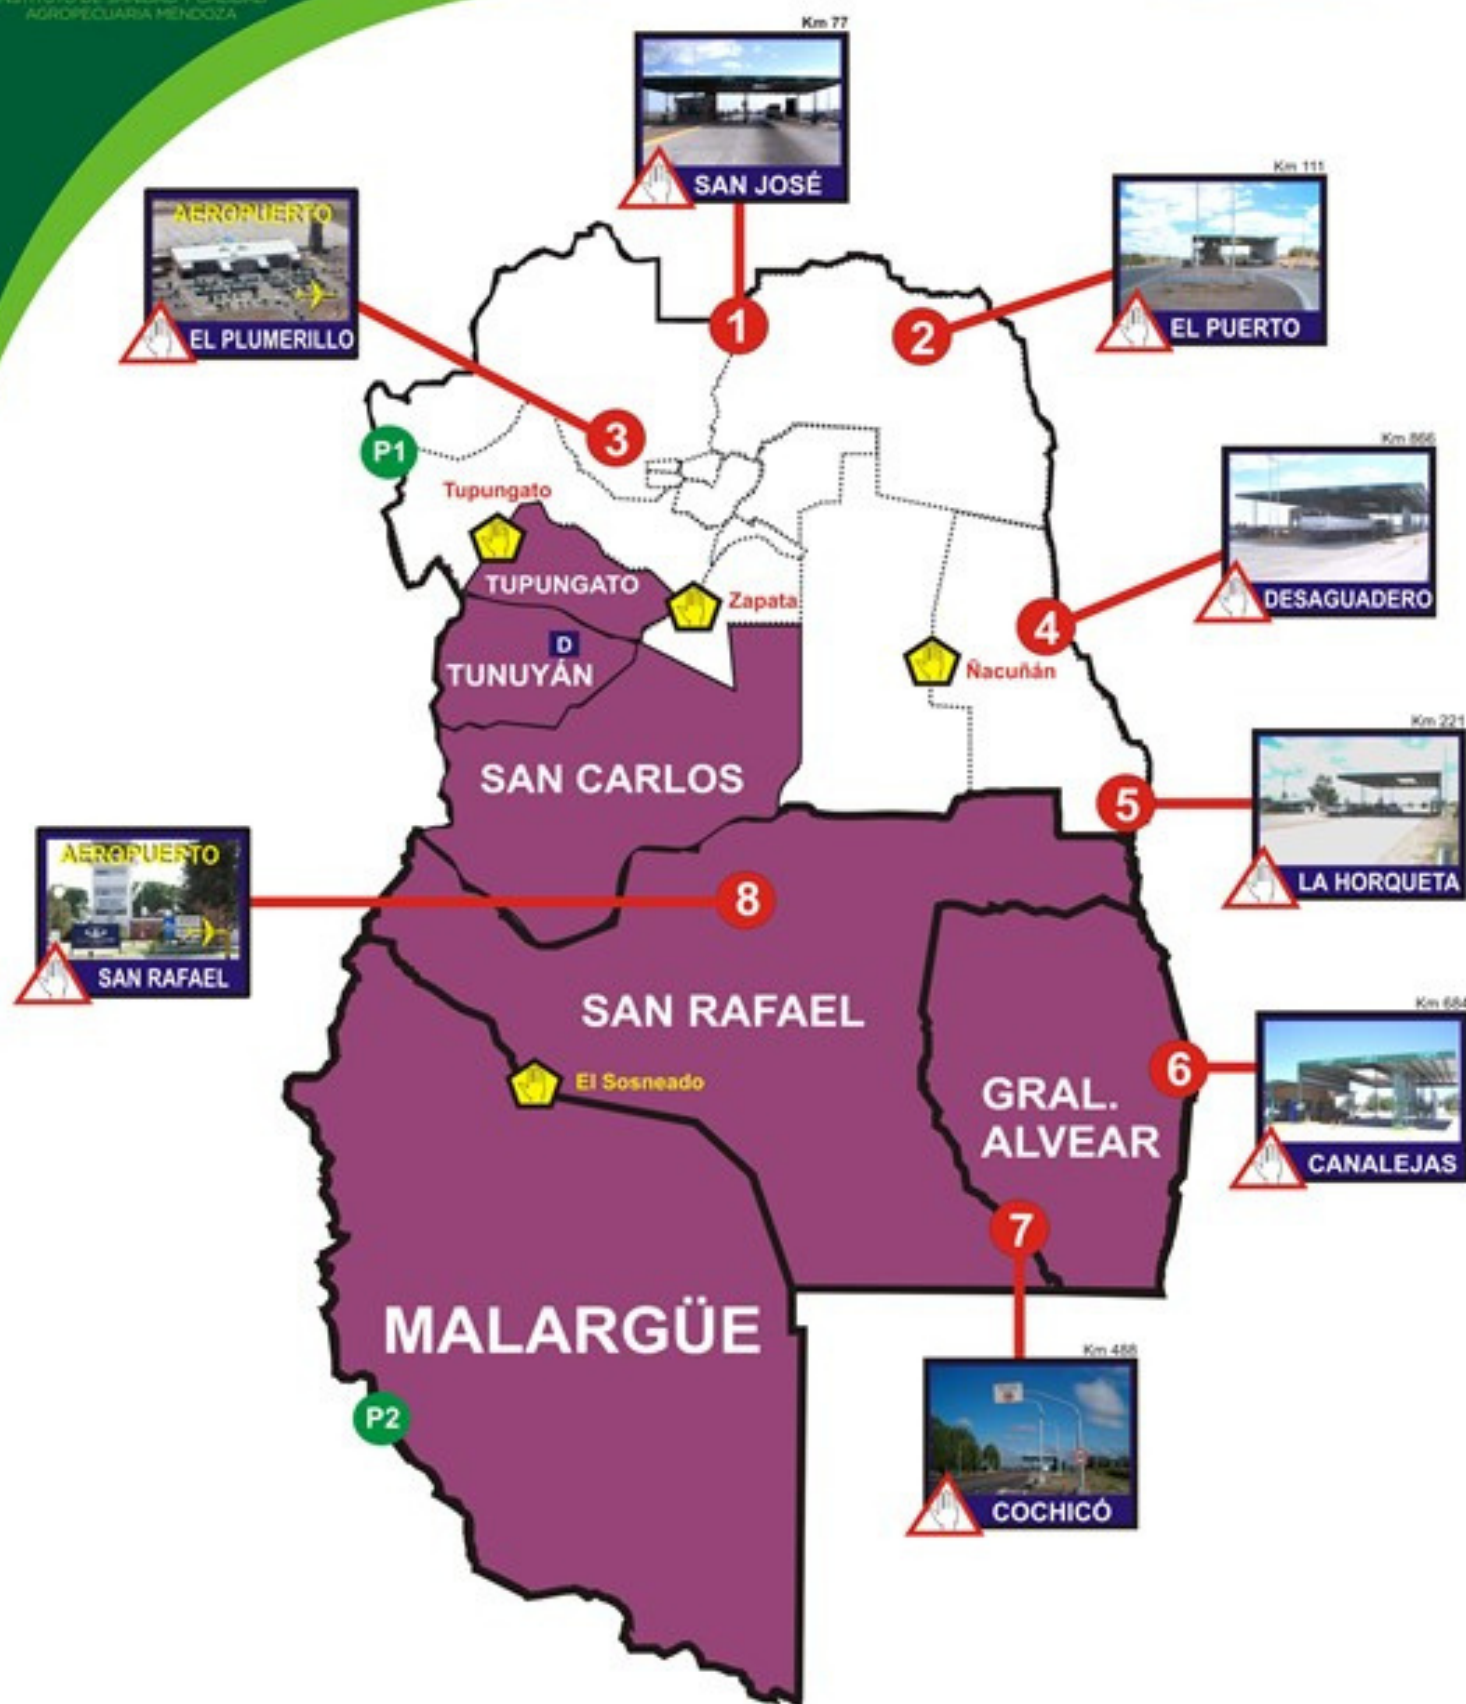 AGROPECUARIA MENDOZA
Km 77
SAN JOSÉ
Km 111
EL PUERTO
AEROPUERTO
EL PLUMERILLO
1
2
3
P1
Km 866
DESAGUADERO
Tupungato
TUPUNGATO
Zapata
4
D
TUNUYÁN
Ñacuñán
Km 221
LA HORQUETA
SAN CARLOS
5
AEROPUERTO
SAN RAFAEL
8
SAN RAFAEL
Km 684
CANALEJAS
6
El Sosneado
GRAL.
ALVEAR
7
MALARGÜE
Km 488
COCHICÓ
P2